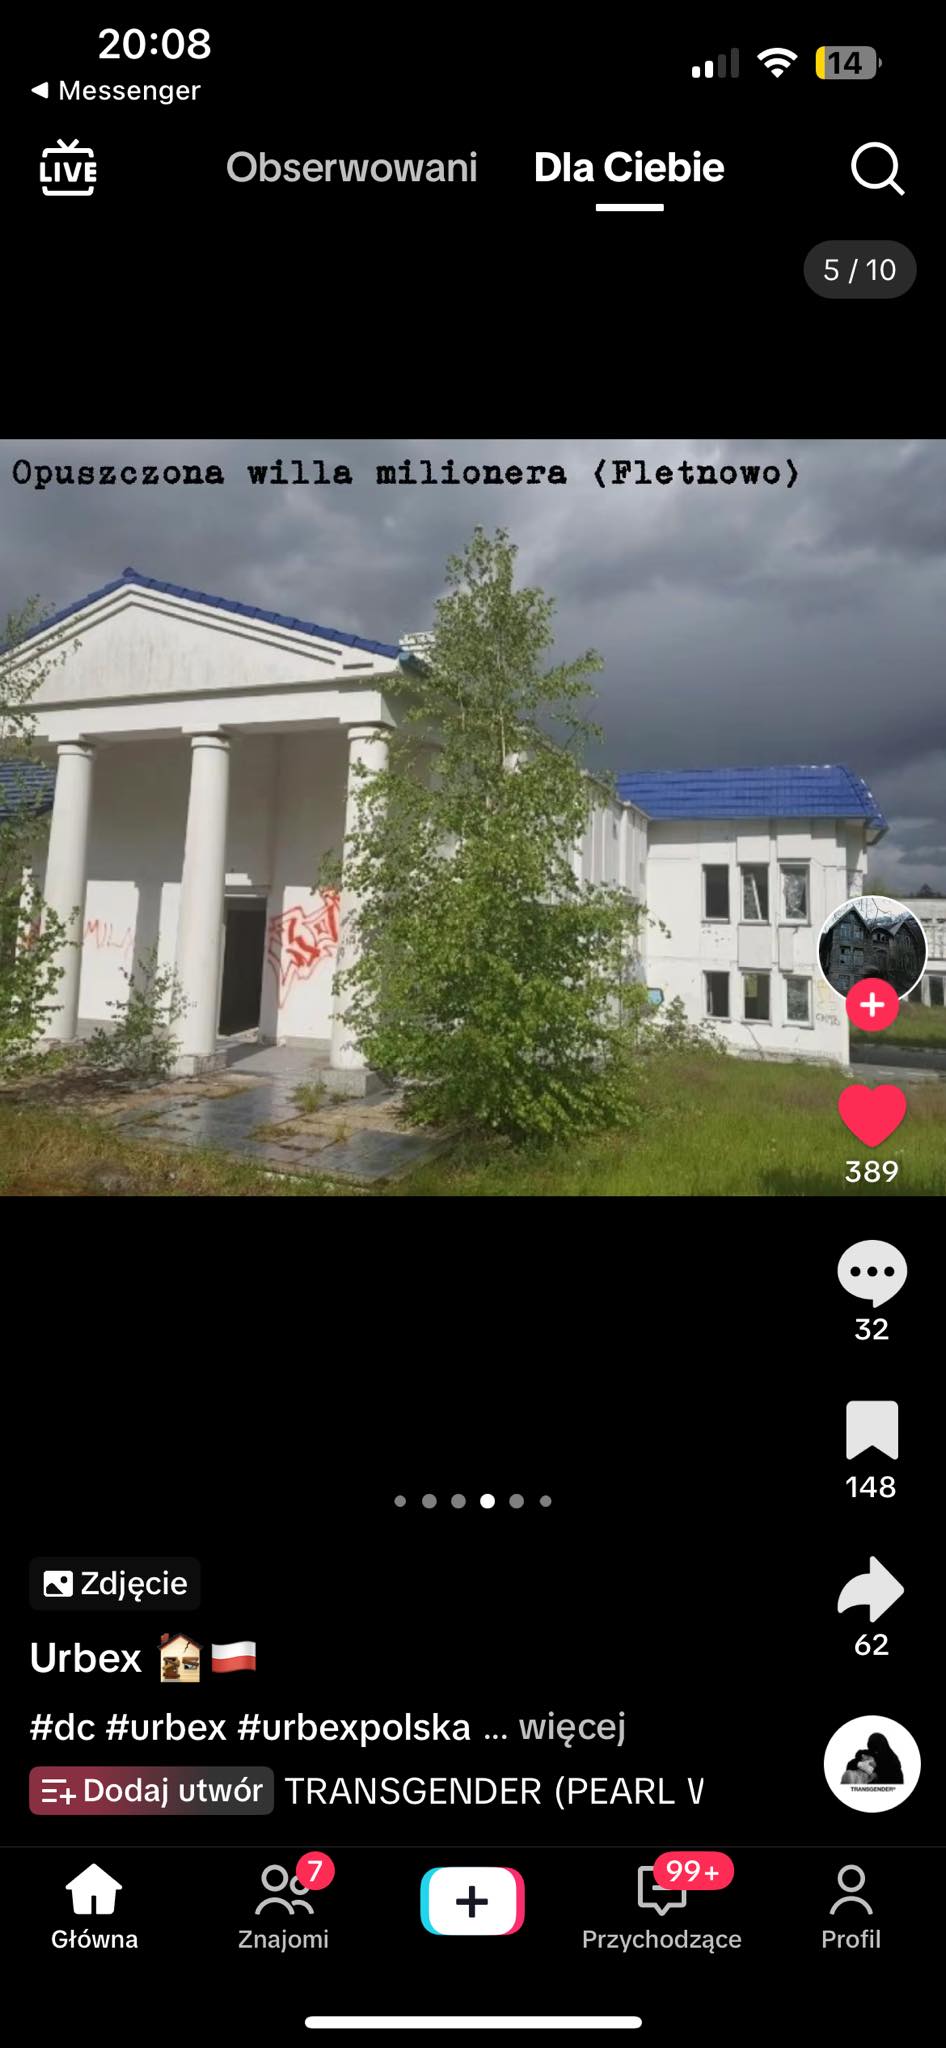 20:08
14
Messenger
LIVE
Obserwowani
Dla Ciebie
5 / 10
Opuszczona willa milionera (Fletnowo)
389
32
148
Zdjęcie
62
Urbex
#dc #urbex #urbexpolska ... więcej
Dodaj utwór
TRANSGENDER (PEARL
TRANSGENDER
7
99+
Główna
Znajomi
Przychodzące
Profil